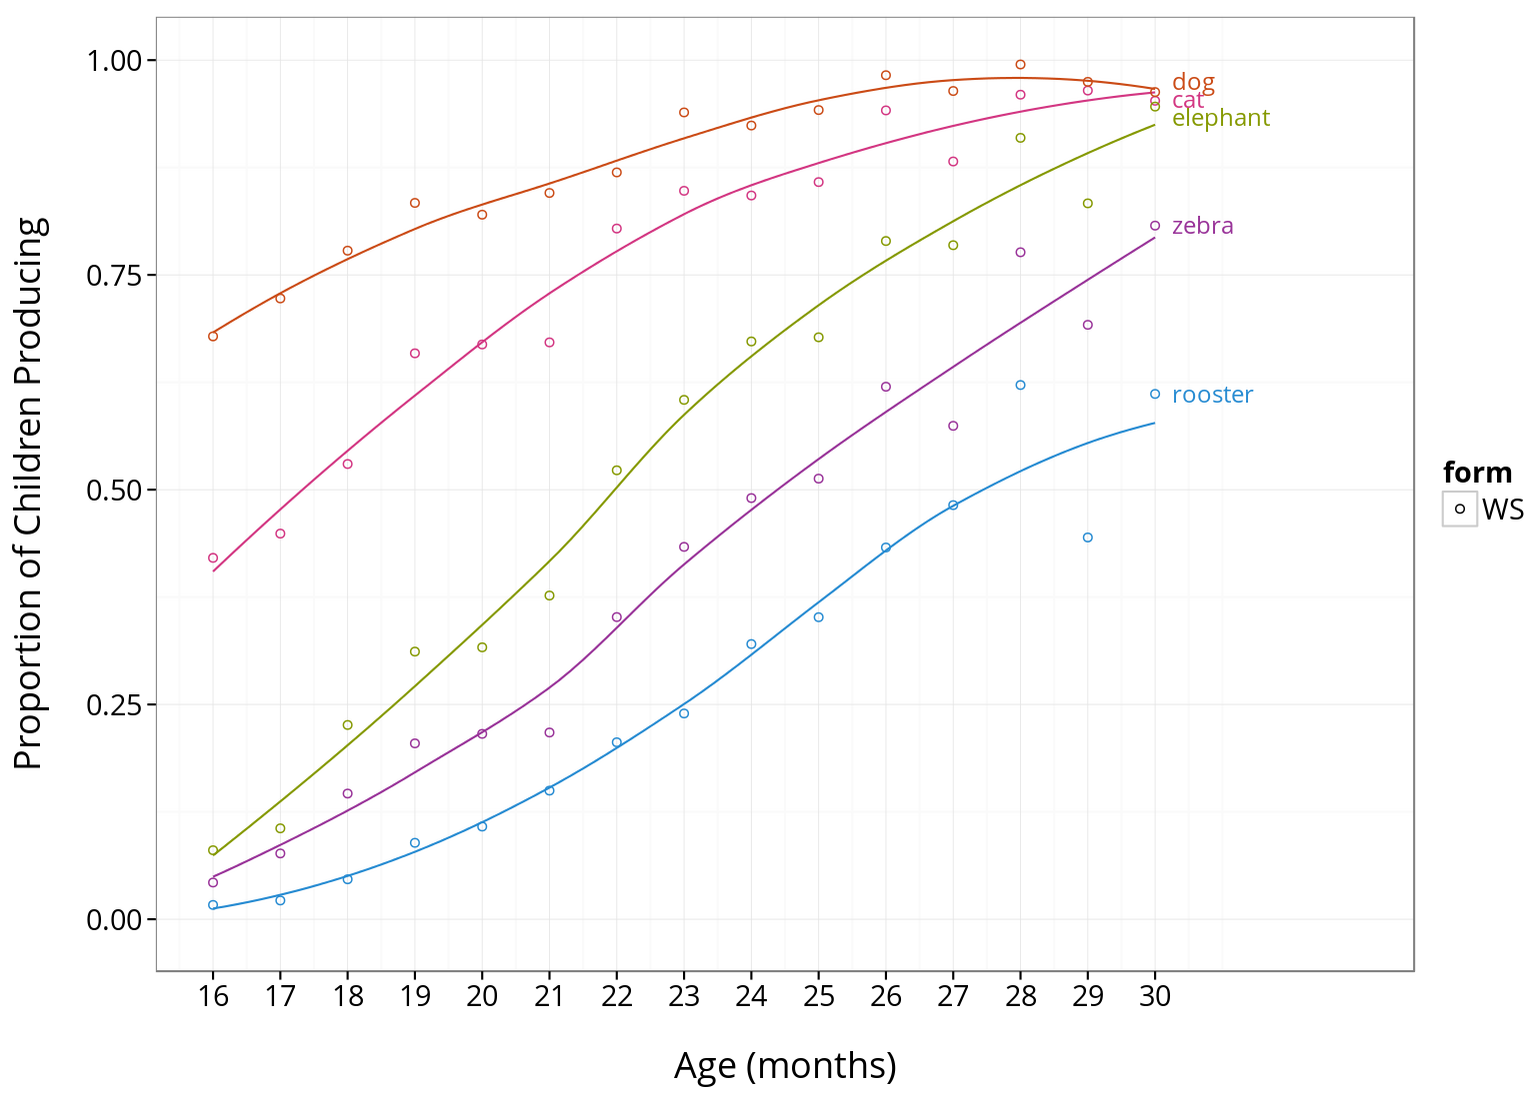 Proportion of Children Producing
1.00
0.75
0.50
0.25
0.00
dog
cat
elephant
zebra
rooster
form
WS
16 17 18 19 20 21 22 23 24 25 26 27 28 29 30
Age (months)